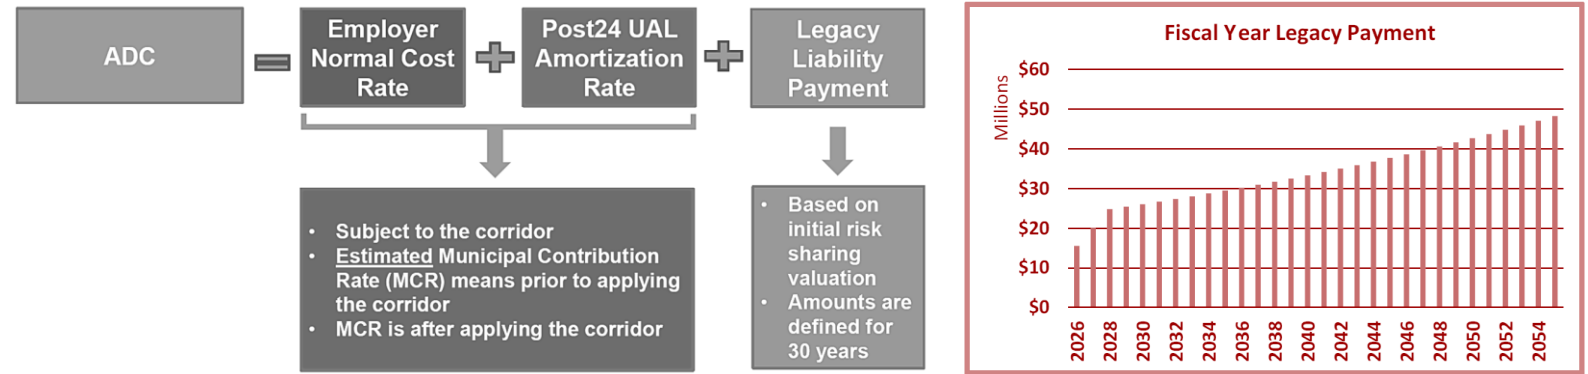 ADC
=
Employer
Normal Cost
Rate
+
Post24 UAL
Amortization
Rate
+
Legacy
Liability
Payment
• Subject to the corridor
• Estimated Municipal Contribution
Rate (MCR) means prior to applying
the corridor
• MCR is after applying the corridor
• Based on
initial risk
sharing
valuation
• Amounts are
defined for
30 years
Fiscal Year Legacy Payment
Millions
$60
$50
$40
$30
$20
$10
$0
2026
2028
2030
2032
2034
2036
2038
2040
2042
2044
2046
2048
2050
2052
2054